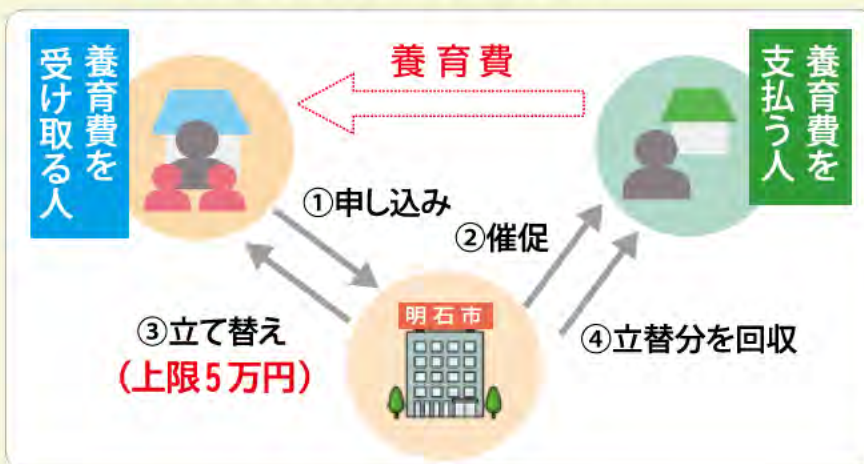 養育費を
受け取る人
養育費
養育費を
支払う人
①申し込み
②催促
③立て替え
（上限5万円）
明石市
④立替分を回収